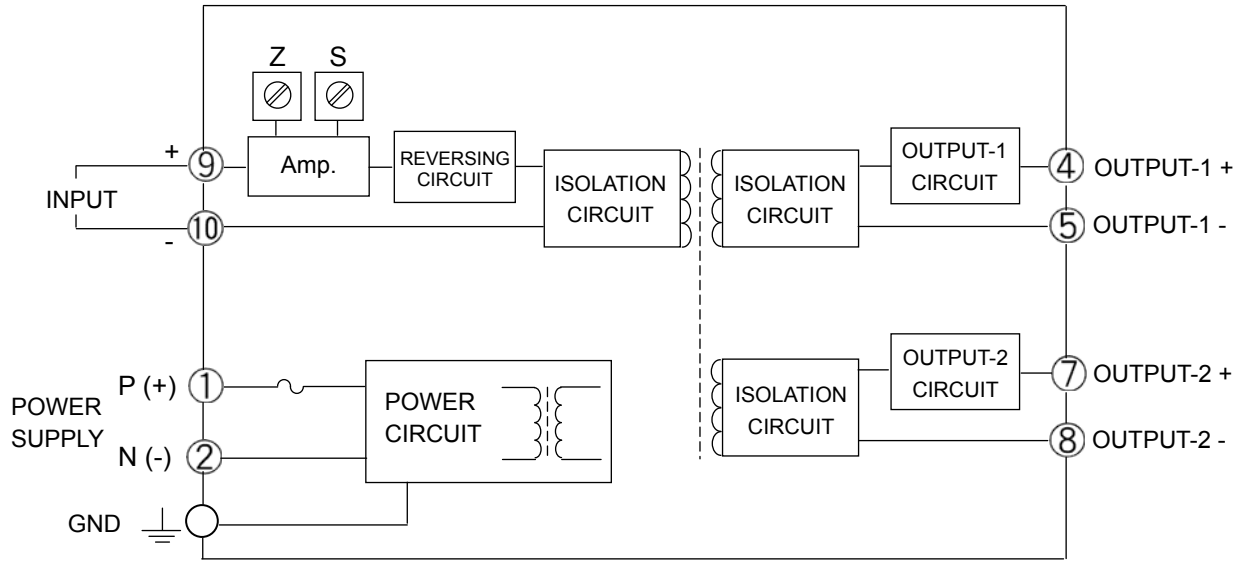 Z
S
+
9
Amp.
REVERSING
CIRCUIT
ISOLATION
CIRCUIT
ISOLATION
CIRCUIT
OUTPUT-1
CIRCUIT
4
OUTPUT-1 +
INPUT
-
10
5
OUTPUT-1 -
P (+)
1
POWER
SUPPLY
N (-)
2
POWER
CIRCUIT
ISOLATION
CIRCUIT
OUTPUT-2
CIRCUIT
7
OUTPUT-2 +
8
OUTPUT-2 -
GND